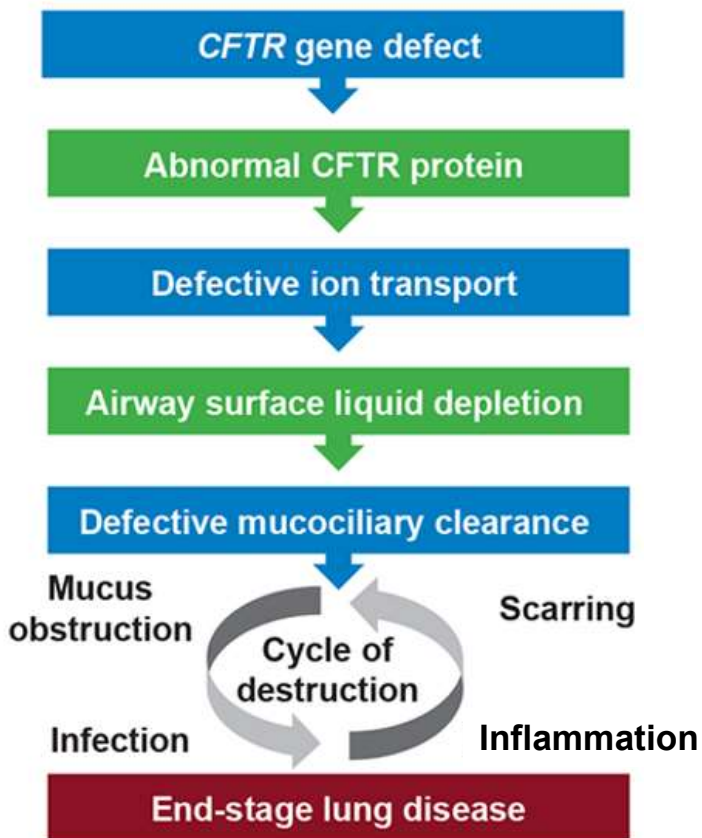 CFTR gene defect
Abnormal CFTR protein
Defective ion transport
Airway surface liquid depletion
Defective mucociliary clearance
Mucus
obstruction
Scarring
Cycle of
destruction
Infection
Inflammation
End-stage lung disease